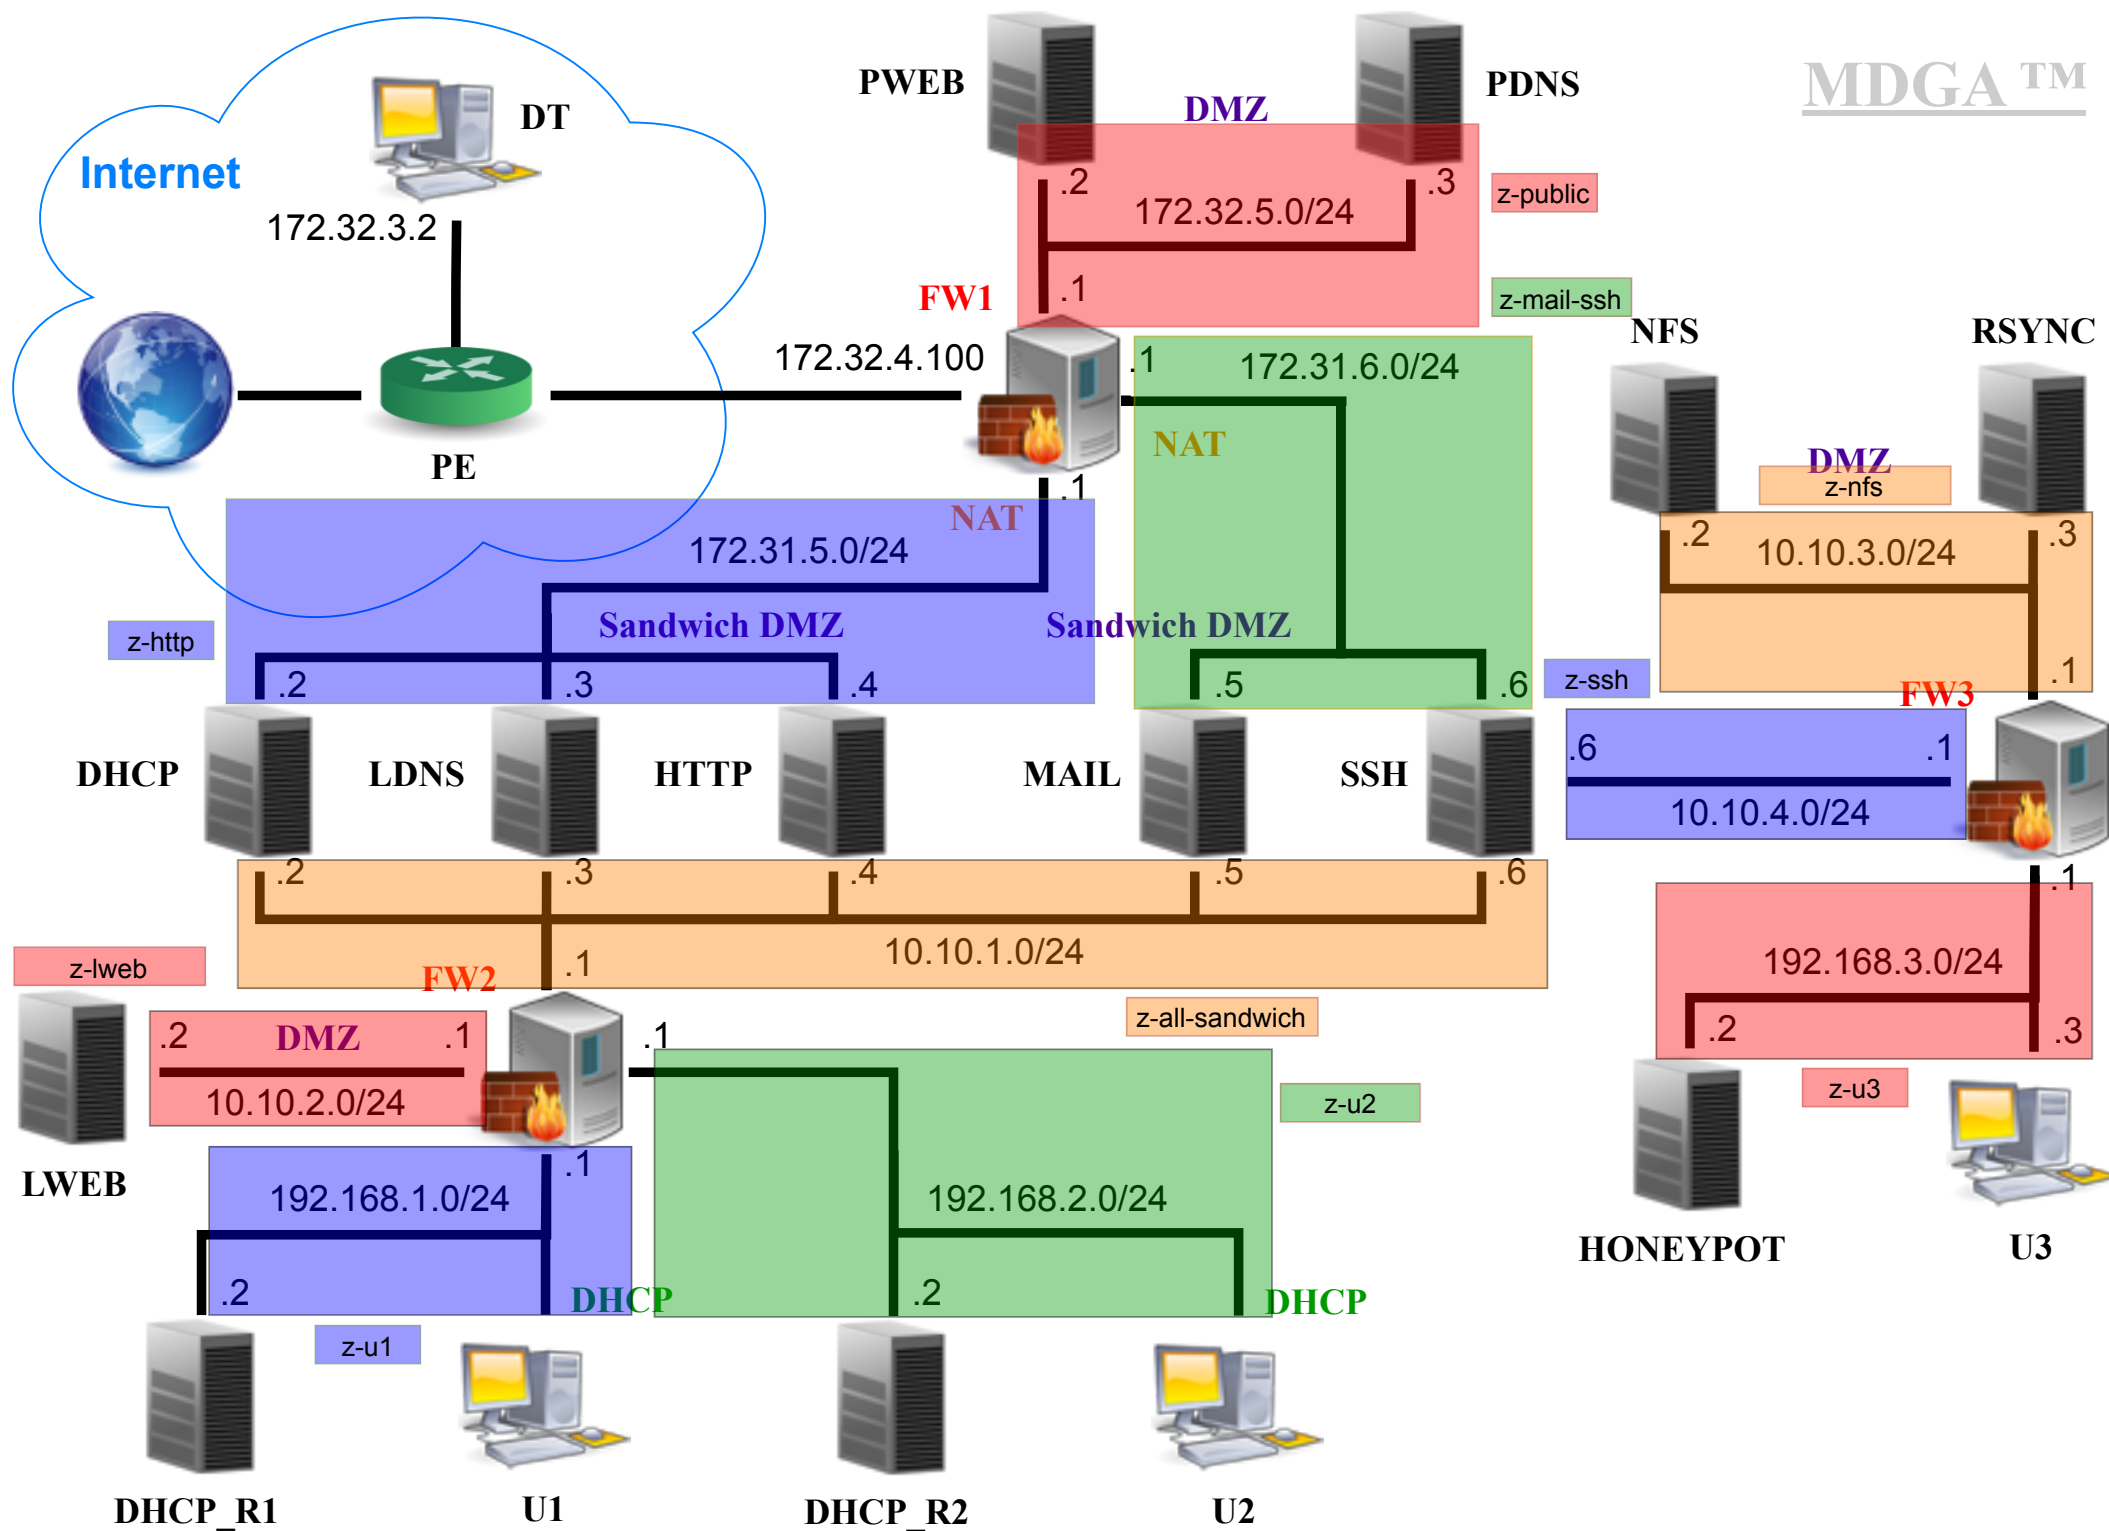 MDGA ™
PWEB
DMZ
PDNS
DT
Internet
.2
172.32.5.0/24
.3
z-public
172.32.3.2
FW1
.1
z-mail-ssh
NFS
RSYNC
172.32.4.100
.1
172.31.6.0/24
PE
NAT
DMZ
z-nfs
.1
NAT
172.31.5.0/24
.2
10.10.3.0/24
.3
z-http
Sandwich DMZ
Sandwich DMZ
.2
.3
.4
.5
.6
z-ssh
.1
FW3
DHCP
LDNS
HTTP
MAIL
SSH
.6
.1
10.10.4.0/24
.2
.3
.4
.5
.6
.1
10.10.1.0/24
192.168.3.0/24
z-lweb
FW2
.1
z-all-sandwich
.2
DMZ
.1
.1
.2
.3
10.10.2.0/24
z-u2
z-u3
LWEB
.1
192.168.1.0/24
192.168.2.0/24
HONEYPOT
U3
.2
DHCP
.2
DHCP
z-u1
DHCP_R1
U1
DHCP_R2
U2